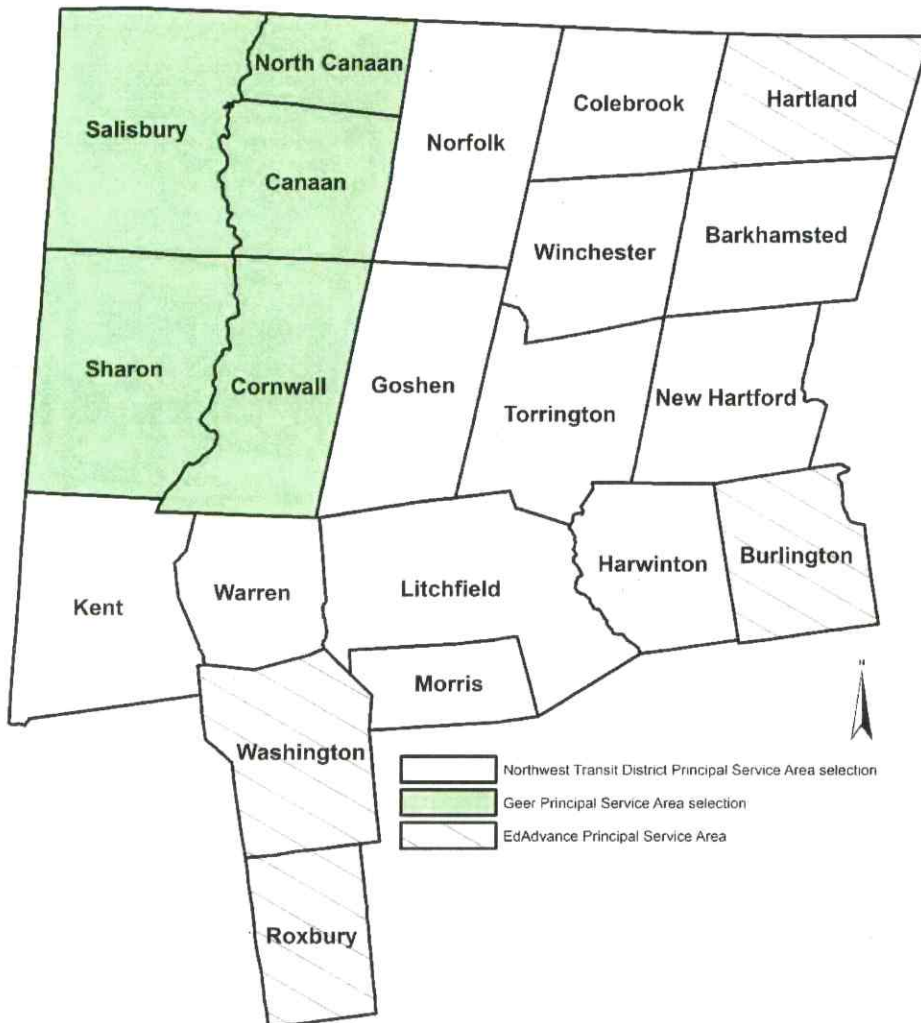 North Canaan
Colebrook
Hartland
Salisbury
Norfolk
Canaan
Winchester
Barkhamsted
Sharon
Cornwall
Goshen
Torrington
New Hartford
Kent
Warren
Litchfield
Harwinton
Burlington
Morris
Washington
Roxbury
N
Northwest Transit District Principal Service Area selection
Geer Principal Service Area selection
EdAdvance Principal Service Area